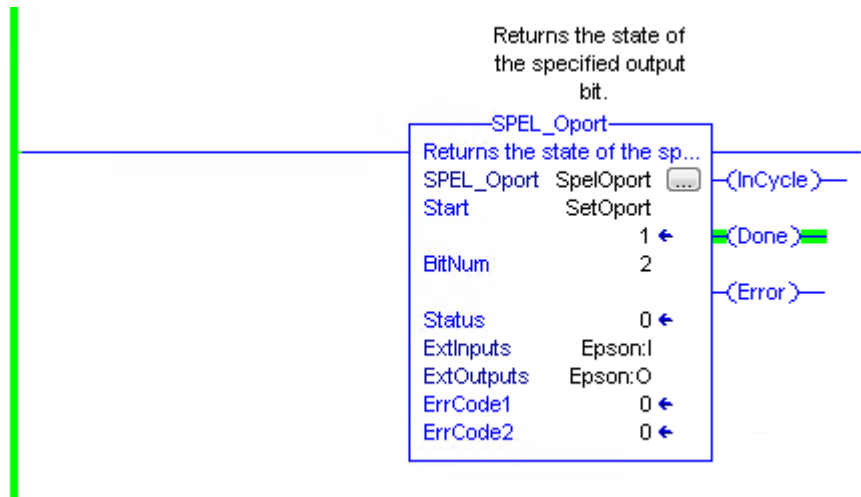 Returns the state of
the specified output
bit.
SPEL_Oport
Returns the state of the sp...
SPEL_Oport SpelOport ... (InCycle)
Start SetOport
1 (Done)
BitNum 2
(Error)
Status 0
ExtInputs Epson:I
ExtOutputs Epson:O
ErrCode1 0
ErrCode2 0